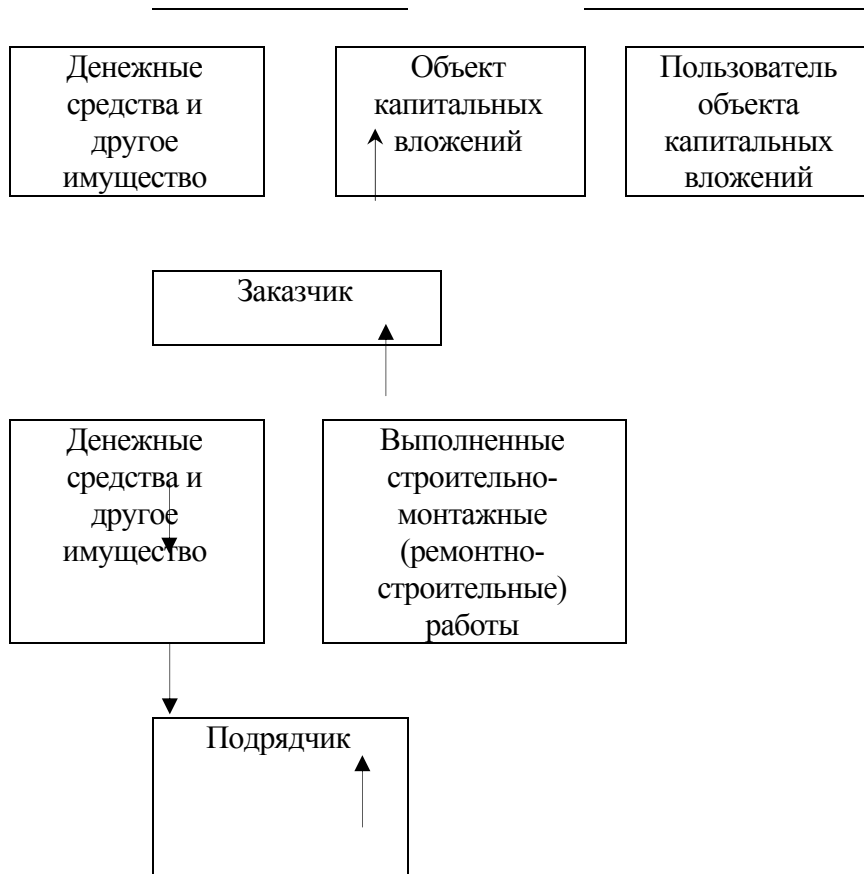 Денежные
средства и
другое
имущество
Объект
капитальных
вложений
Пользователь
объекта
капитальных
вложений
Заказчик
Денежные
средства и
другое
имущество
Выполненные
строительно-
монтажные
(ремонтно-
строительные)
работы
Подрядчик